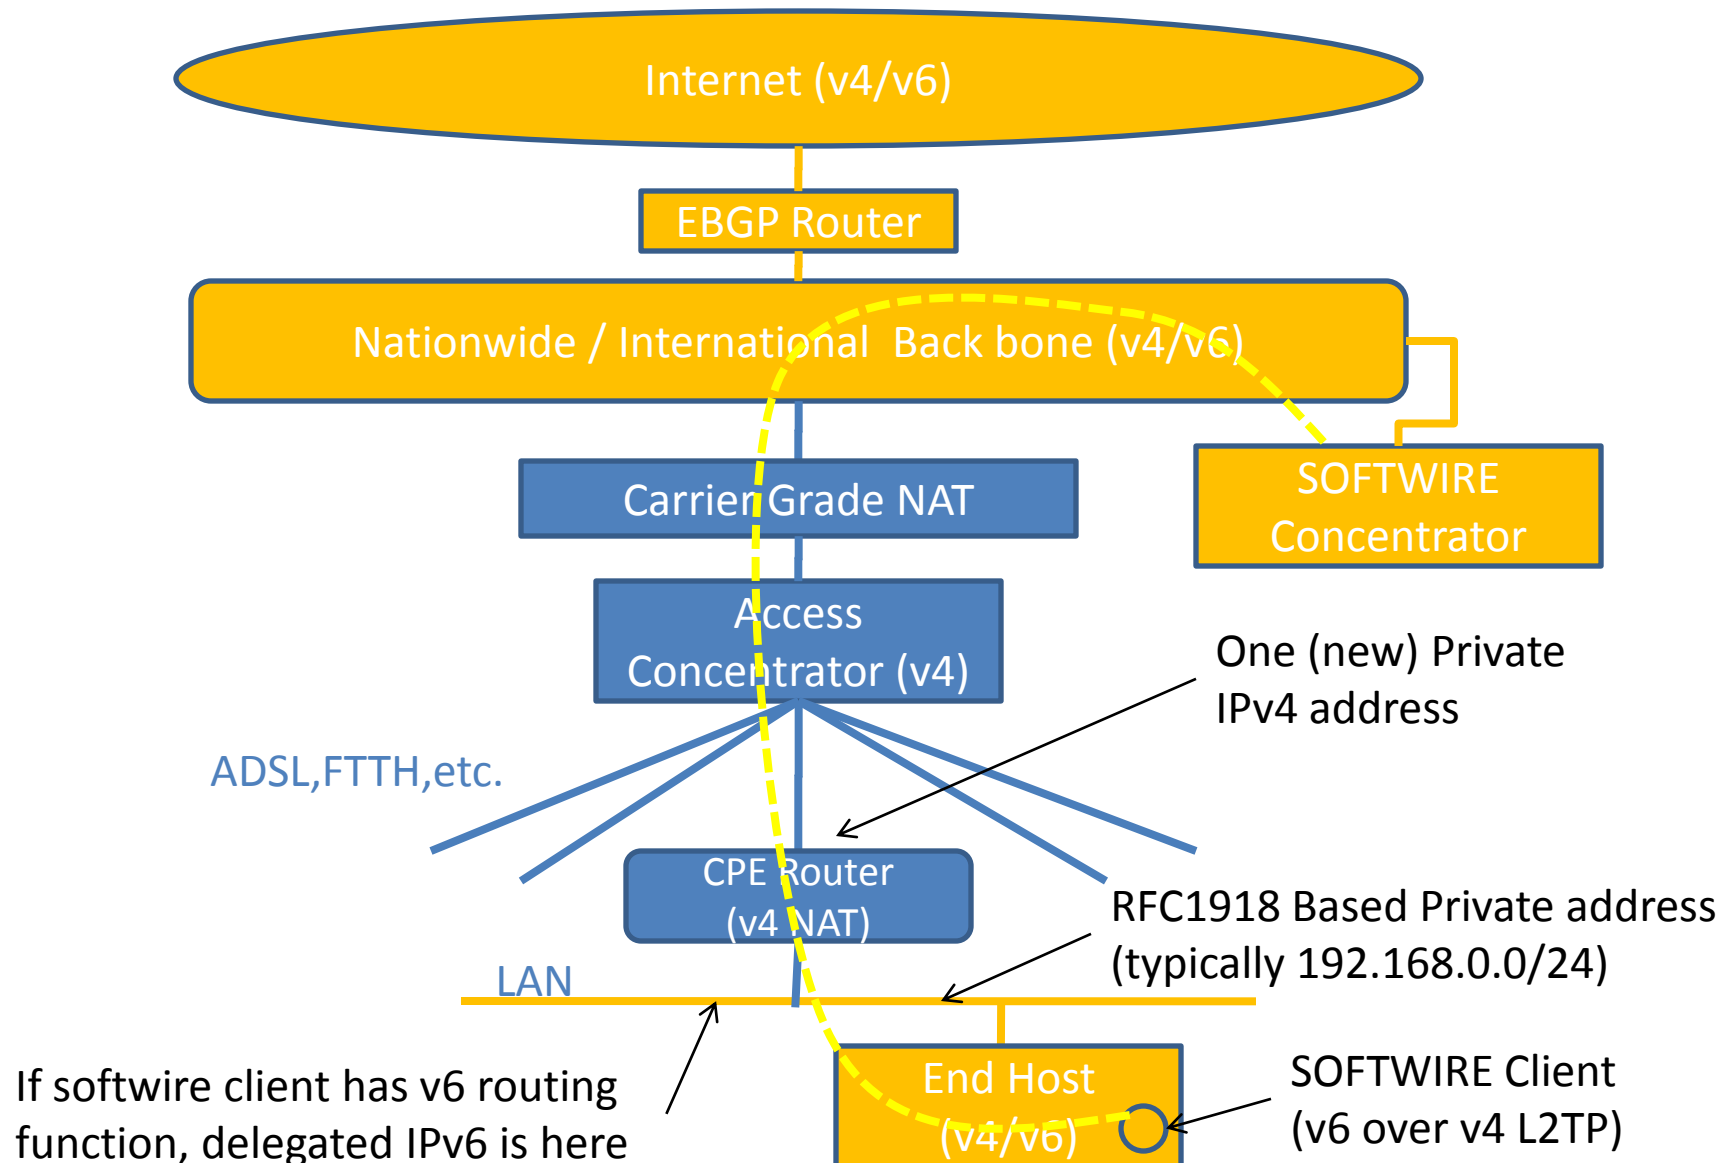 Internet (v4/v6)
EBGP Router
Nationwide / International  Back bone (v4/v6)
Carrier Grade NAT
SOFTWIRE
Concentrator
Access
Concentrator (v4)
One (new) Private
IPv4 address
ADSL,FTTH,etc.
CPE Router
(v4 NAT)
RFC1918 Based Private address
(typically 192.168.0.0/24)
LAN
If softwire client has v6 routing
function, delegated IPv6 is here
End Host
(v4/v6)
SOFTWIRE Client
(v6 over v4 L2TP)